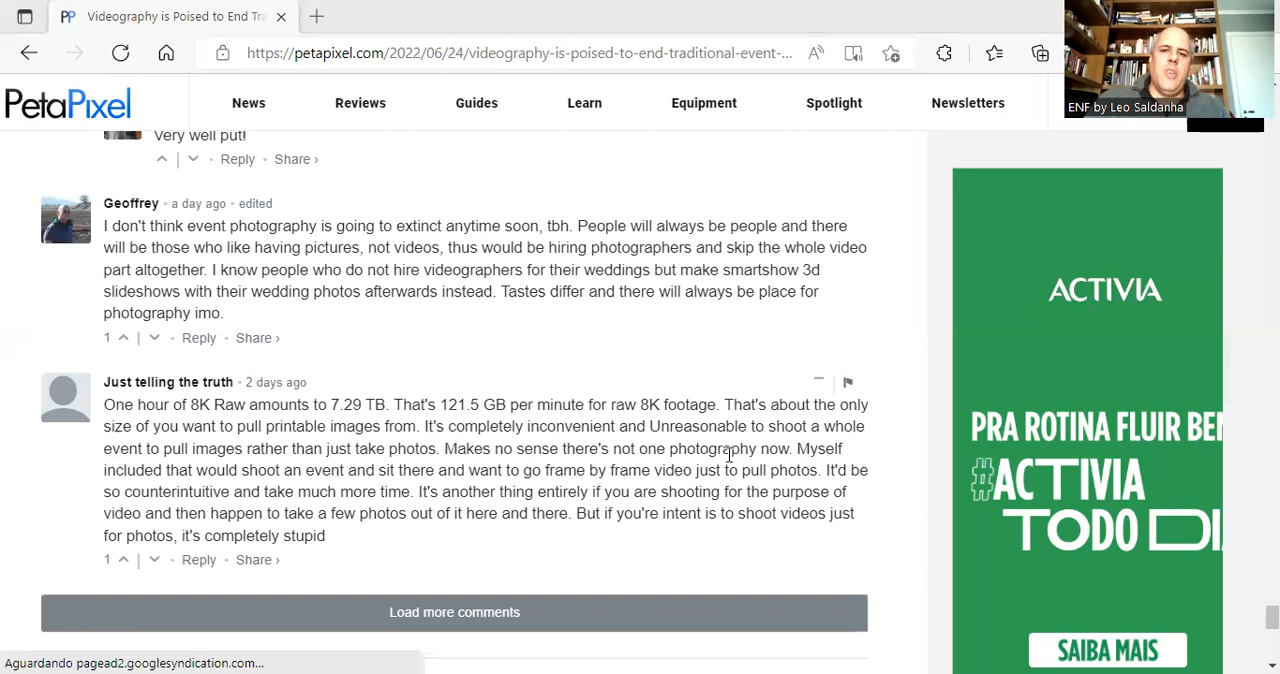 Videography is Poised to End Tra
https://petapixel.com/2022/06/24/videography-is-poised-to-end-traditional-event-...
ENF by Leo Saldanha
PetaPixel
News
Reviews
Guides
Learn
Equipment
Spotlight
Newsletters
Very well put!
Reply Share ›
Geoffrey • a day ago • edited
I don't think event photography is going to extinct anytime soon, tbh. People will always be people and there
will be those who like having pictures, not videos, thus would be hiring photographers and skip the whole video
part altogether. I know people who do not hire videographers for their weddings but make smartshow 3d
slideshows with their wedding photos afterwards instead. Tastes differ and there will always be place for
photography imo.
1 • Reply • Share ›
Just telling the truth • 2 days ago
One hour of 8K Raw amounts to 7.29 TB. That's 121.5 GB per minute for raw 8K footage. That's about the only
size of you want to pull printable images from. It's completely inconvenient and Unreasonable to shoot a whole
event to pull images rather than just take photos. Makes no sense there's not one photography now. Myself
included that would shoot an event and sit there and want to go frame by frame video just to pull photos. It'd be
so counterintuitive and take much more time. It's another thing entirely if you are shooting for the purpose of
video and then happen to take a few photos out of it here and there. But if you're intent is to shoot videos just
for photos, it's completely stupid
1 • Reply • Share ›
Load more comments
Aguardando pagead2.googlesyndication.com...
ACTIVIA
PRA ROTINA FLUIR BE
#ACTIVIA
TODO DI
SAIBA MAIS